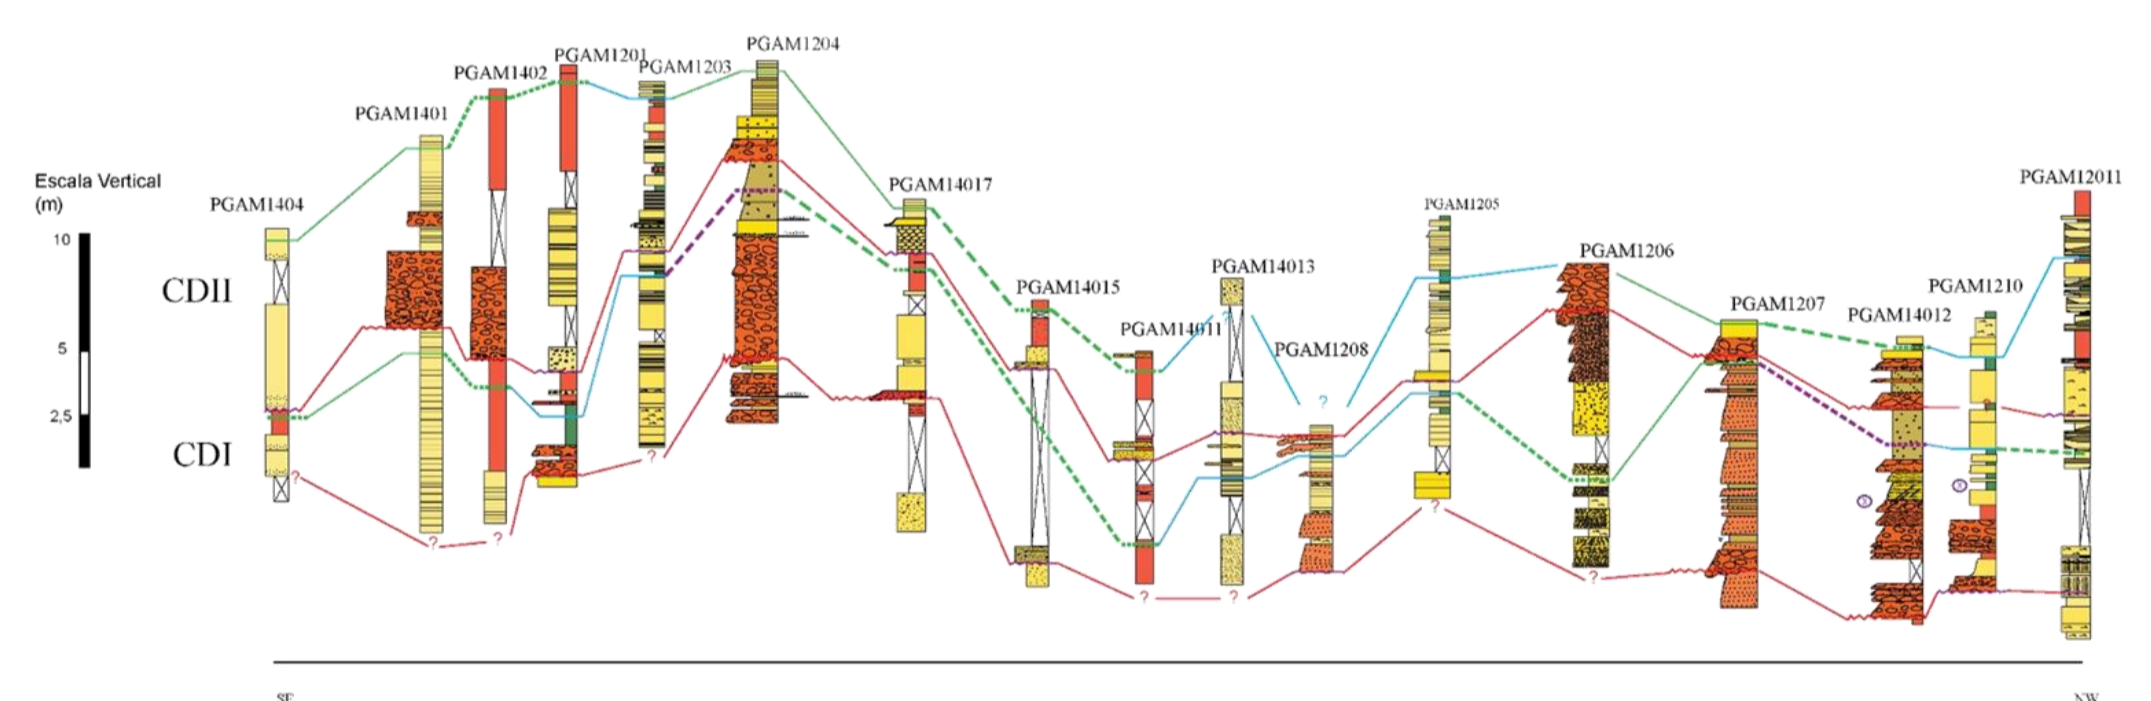 PGAM1204
PGAM1201
PGAM1203
PGAM1402
PGAM1401
Escala Vertical
(m)
PGAM12011
PGAM14017
PGAM1404
PGAM1205
10
PGAM1206
PGAM14013
CDII
PGAM14015
PGAM1210
PGAM1207
PGAM14012
PGAM14011
?
5
PGAM1208
?
2,5
CDI
?
?
?
?
?
?
?
?
SE
NW